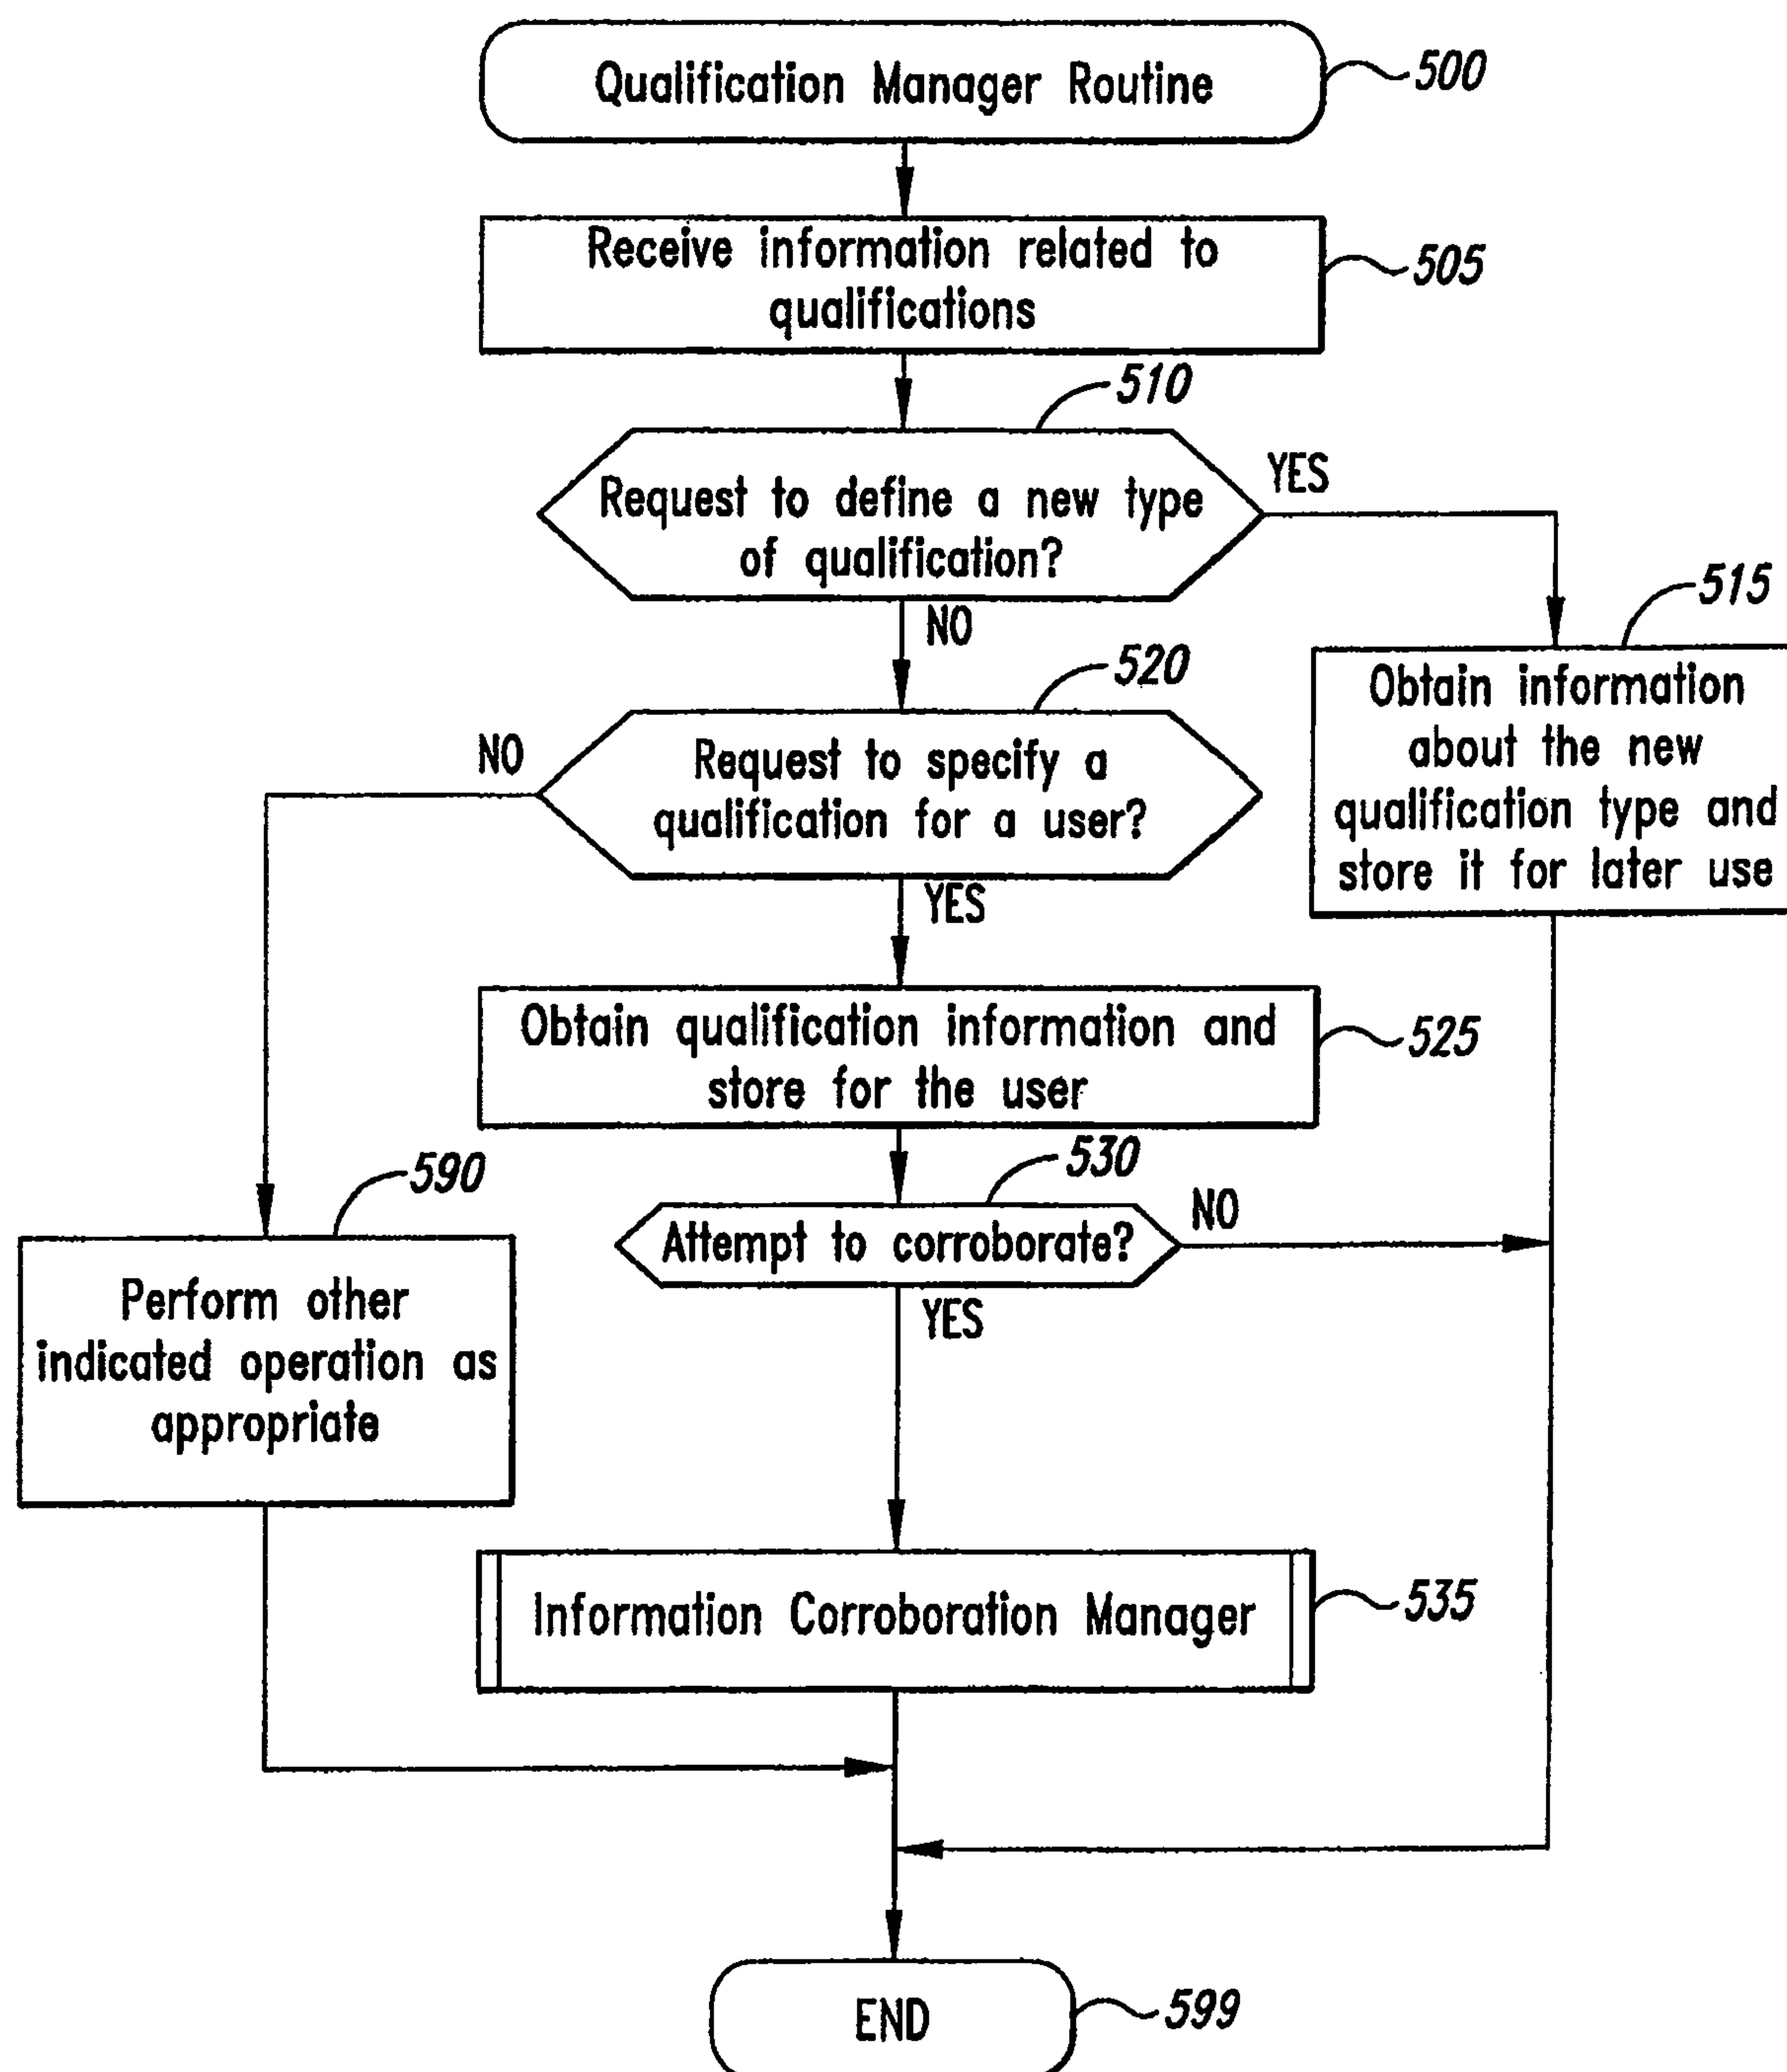 Qualification Manager Routine
500
Receive information related to
qualifications
505
510
Request to define a new type
of qualification?
YES
NO
515
Obtain information
about the new
qualification type and
store it for later use
520
Request to specify a
qualification for a user?
NO
YES
Obtain qualification information and
store for the user
525
530
Attempt to corroborate?
NO
YES
590
Perform other
indicated operation as
appropriate
Information Corroboration Manager
535
END
599